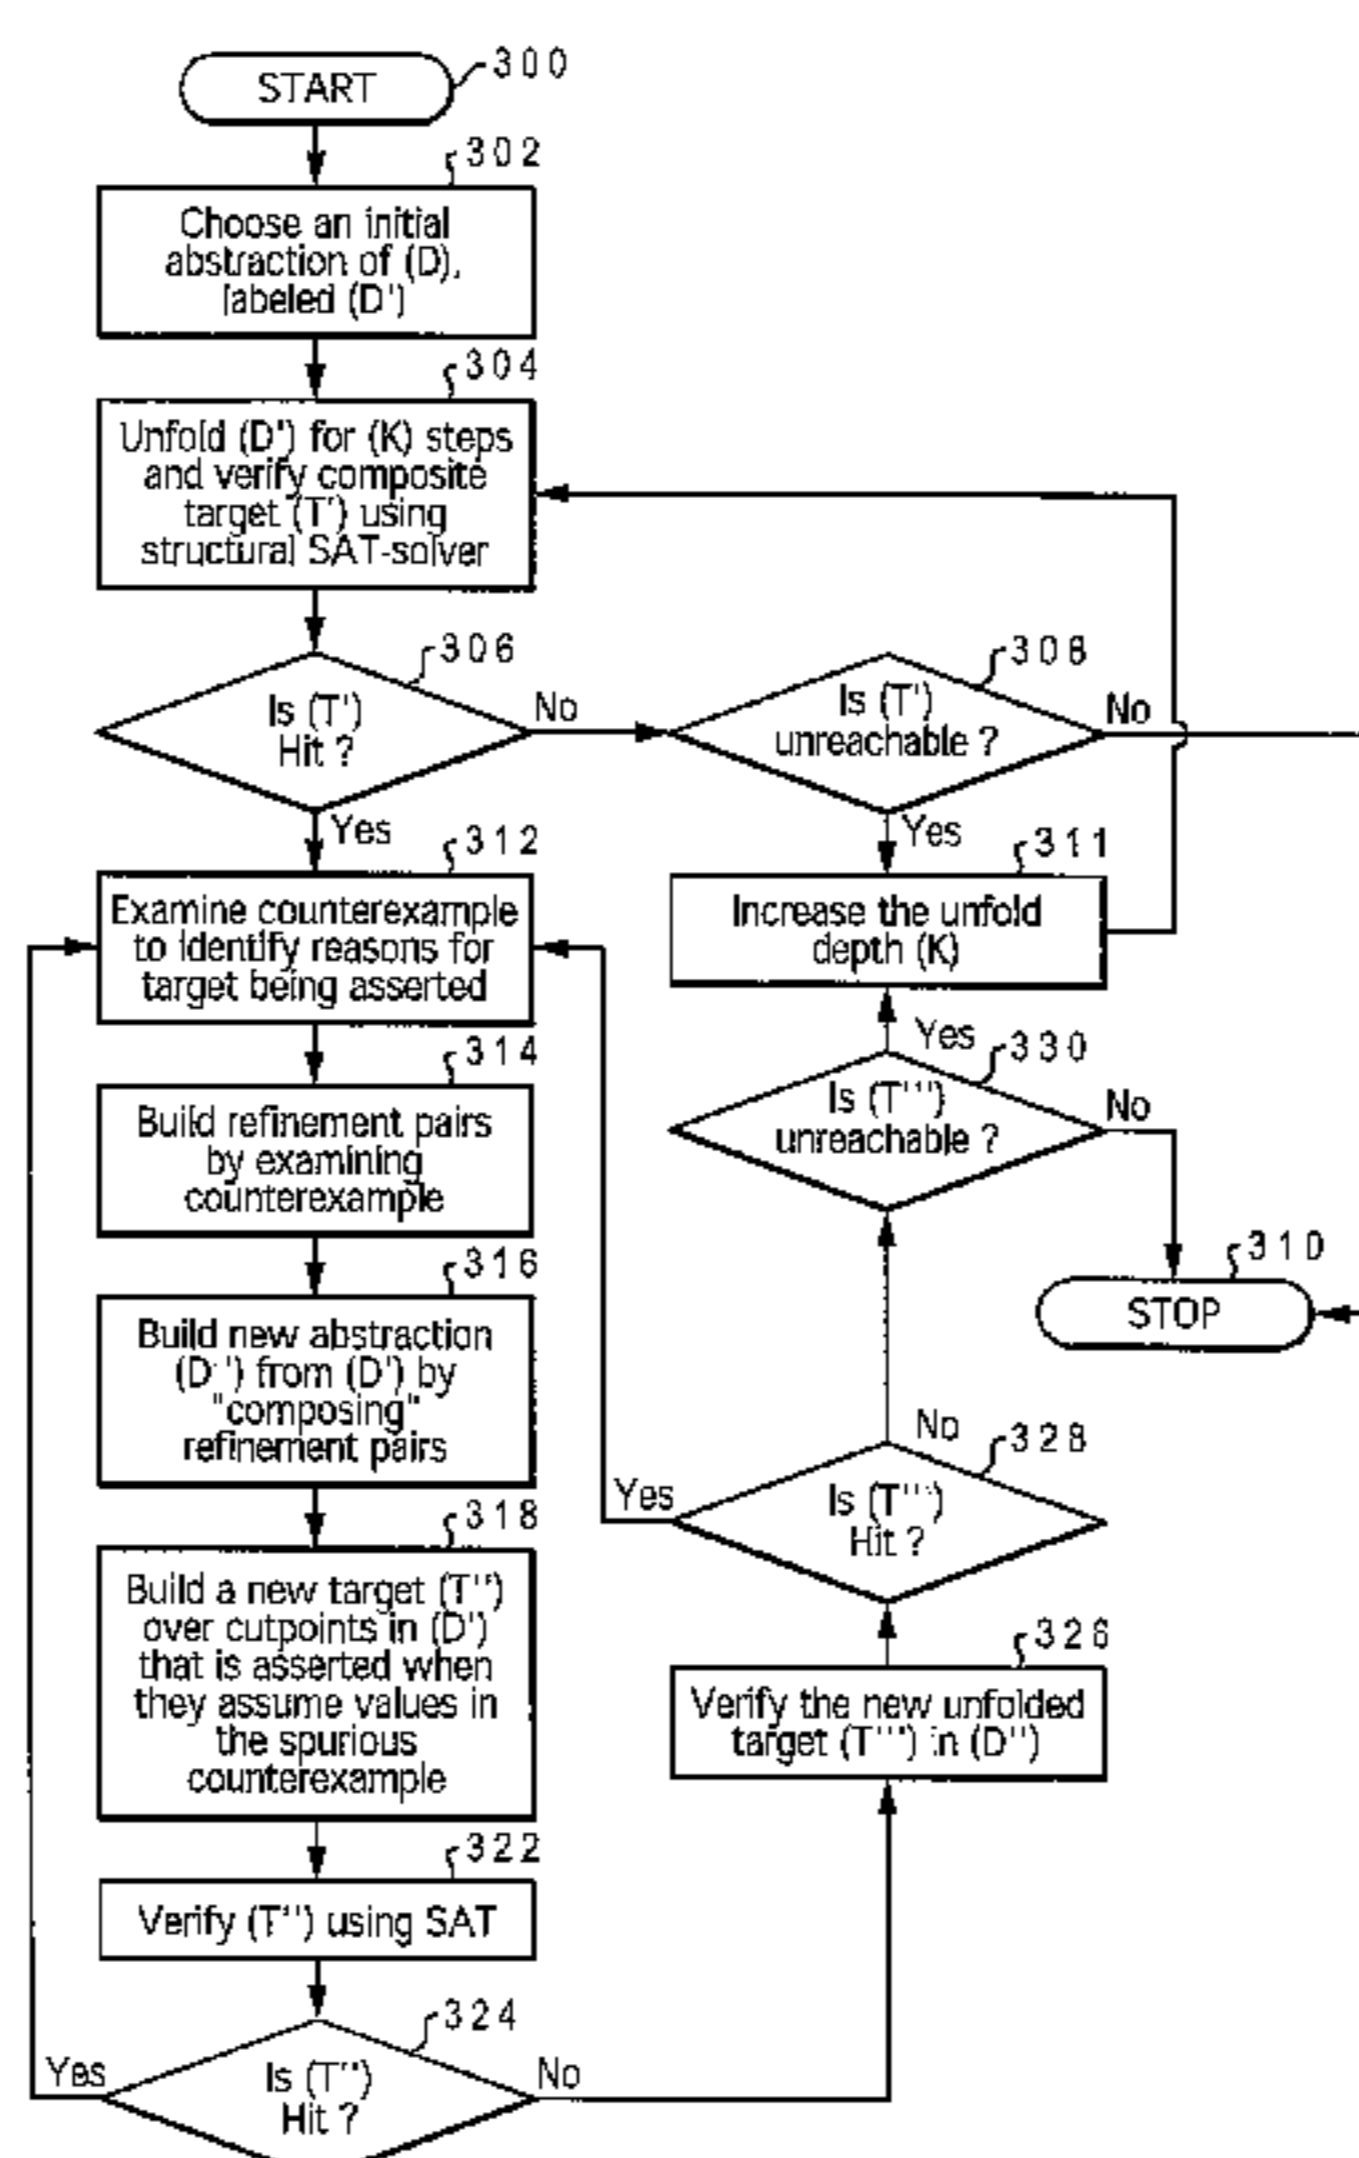 START
300
302
Choose an initial
abstraction of (D),
labeled (D')
304
Unfold (D') for (K) steps
and verify composite
target (T') using
structural SAT-solver
306
Is (T')
Hit ?
No
Yes
308
Is (T')
unreachable ?
No
Yes
311
Increase the unfold
depth (K)
312
Examine counterexample
to identify reasons for
target being asserted
314
Build refinement pairs
by examining
counterexample
316
Build new abstraction
(D'') from (D') by
"composing"
refinement pairs
318
Build a new target (T'')
over cutpoints in (D')
that is asserted when
they assume values in
the spurious
counterexample
322
Verify (T'') using SAT
324
Is (T'')
Hit ?
Yes
No
326
Verify the new unfolded
target (T''') in (D'')
328
Is (T''')
Hit ?
Yes
No
330
Is (T''')
unreachable ?
Yes
No
310
STOP